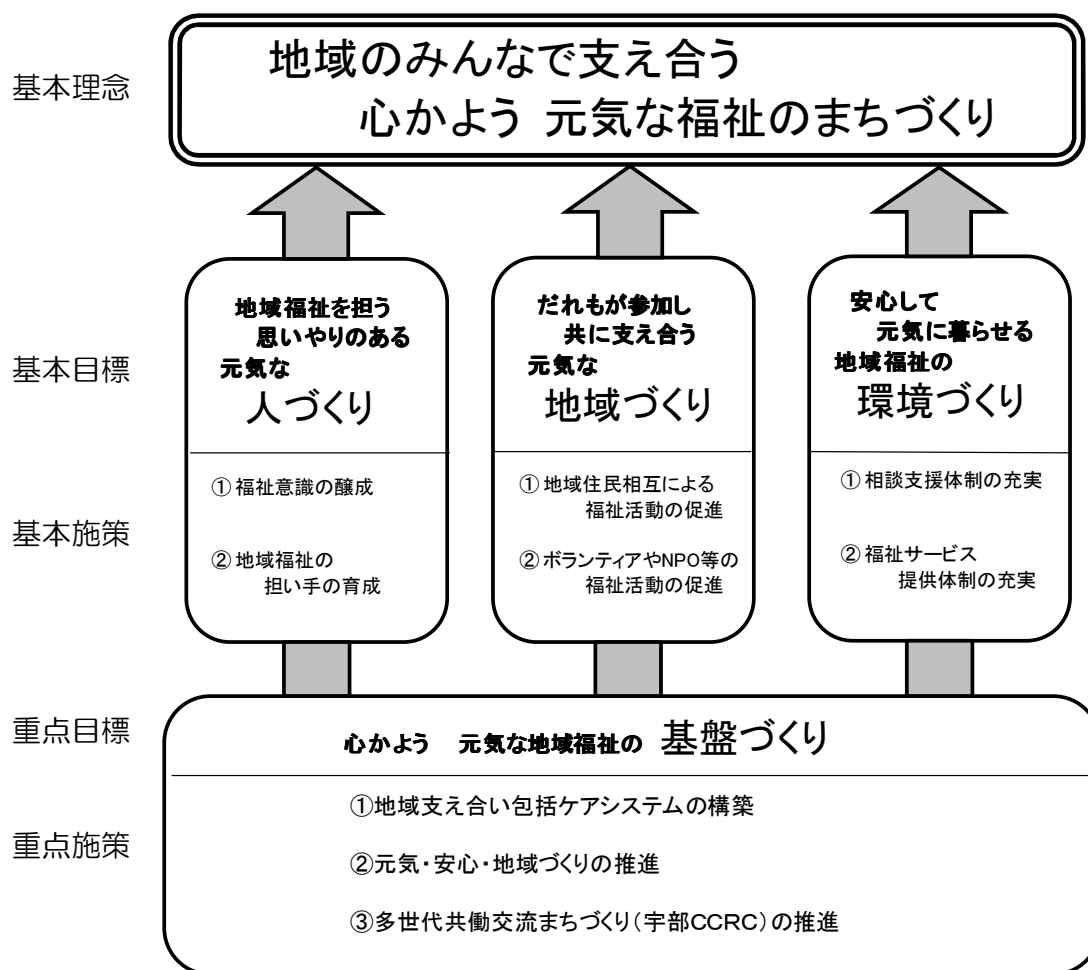 基本理念
地域のみんなで支え合う
心かよう 元気な福祉のまちづくり
基本目標
地域福祉を担う
思いやりのある
元気な
人づくり
だれもが参加し
共に支え合う
元気な
地域づくり
安心して
元気に暮らせる
地域福祉の
環境づくり
基本施策
①福祉意識の醸成
②地域福祉の
担い手の育成
①地域住民相互による
福祉活動の促進
②ボランティアやNPO等の
福祉活動の促進
①相談支援体制の充実
②福祉サービス
提供体制の充実
重点目標
心かよう 元気な地域福祉の 基盤づくり
重点施策
①地域支え合い包括ケアシステムの構築
②元気・安心・地域づくりの推進
③多世代共働交流まちづくり(宇部CCRC)の推進